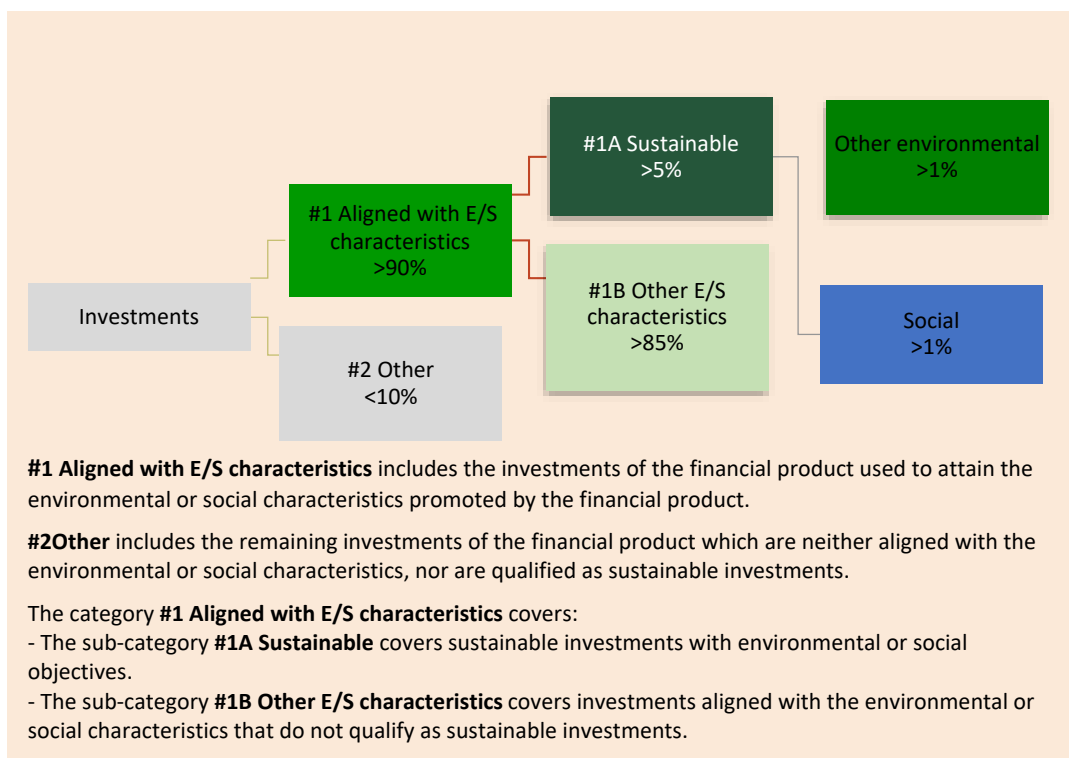 #1A Sustainable
>5%
Other environmental
>1%
#1 Aligned with E/S
characteristics
>90%
#1B Other E/S
characteristics
>85%
Investments
Social
>1%
#2 Other
<10%
#1 Aligned with E/S characteristics includes the investments of the financial product used to attain the
environmental or social characteristics promoted by the financial product.
#2Other includes the remaining investments of the financial product which are neither aligned with the
environmental or social characteristics, nor are qualified as sustainable investments.
The category #1 Aligned with E/S characteristics covers:
- The sub-category #1A Sustainable covers sustainable investments with environmental or social
objectives.
- The sub-category #1B Other E/S characteristics covers investments aligned with the environmental or
social characteristics that do not qualify as sustainable investments.